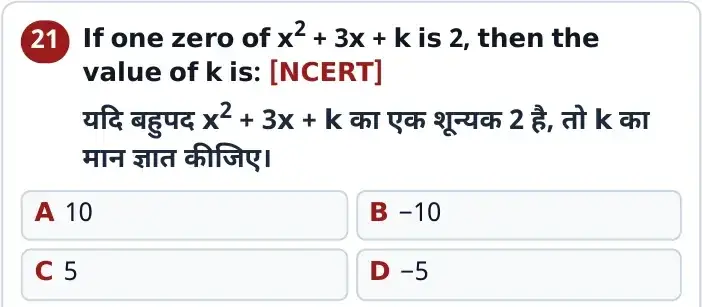 21 If one zero of x² + 3x + k is 2, then the
value of k is: [NCERT]
यदि बहुपद x² + 3x + k का एक शून्यक 2 है, तो k का
मान ज्ञात कीजिए।
A 10 B −10
C 5 D −5